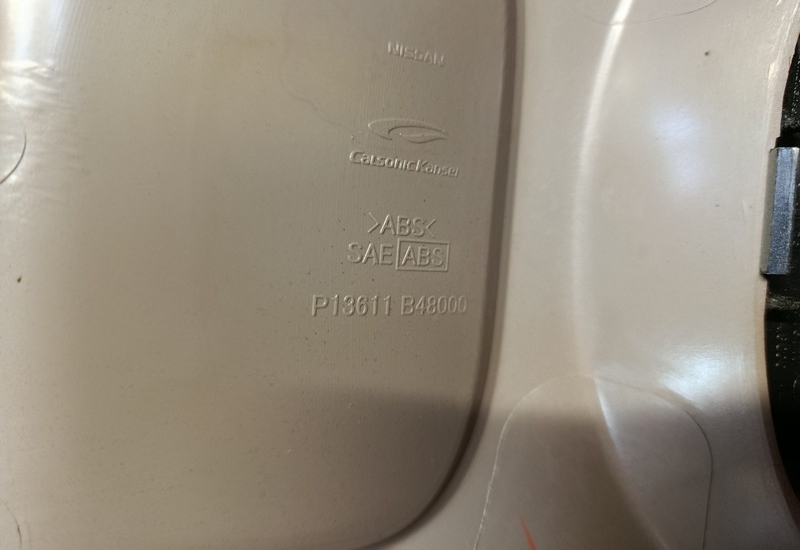 NISSAN
CalsonicKansei
>ABS<
SAE ABS
P13611 B48000